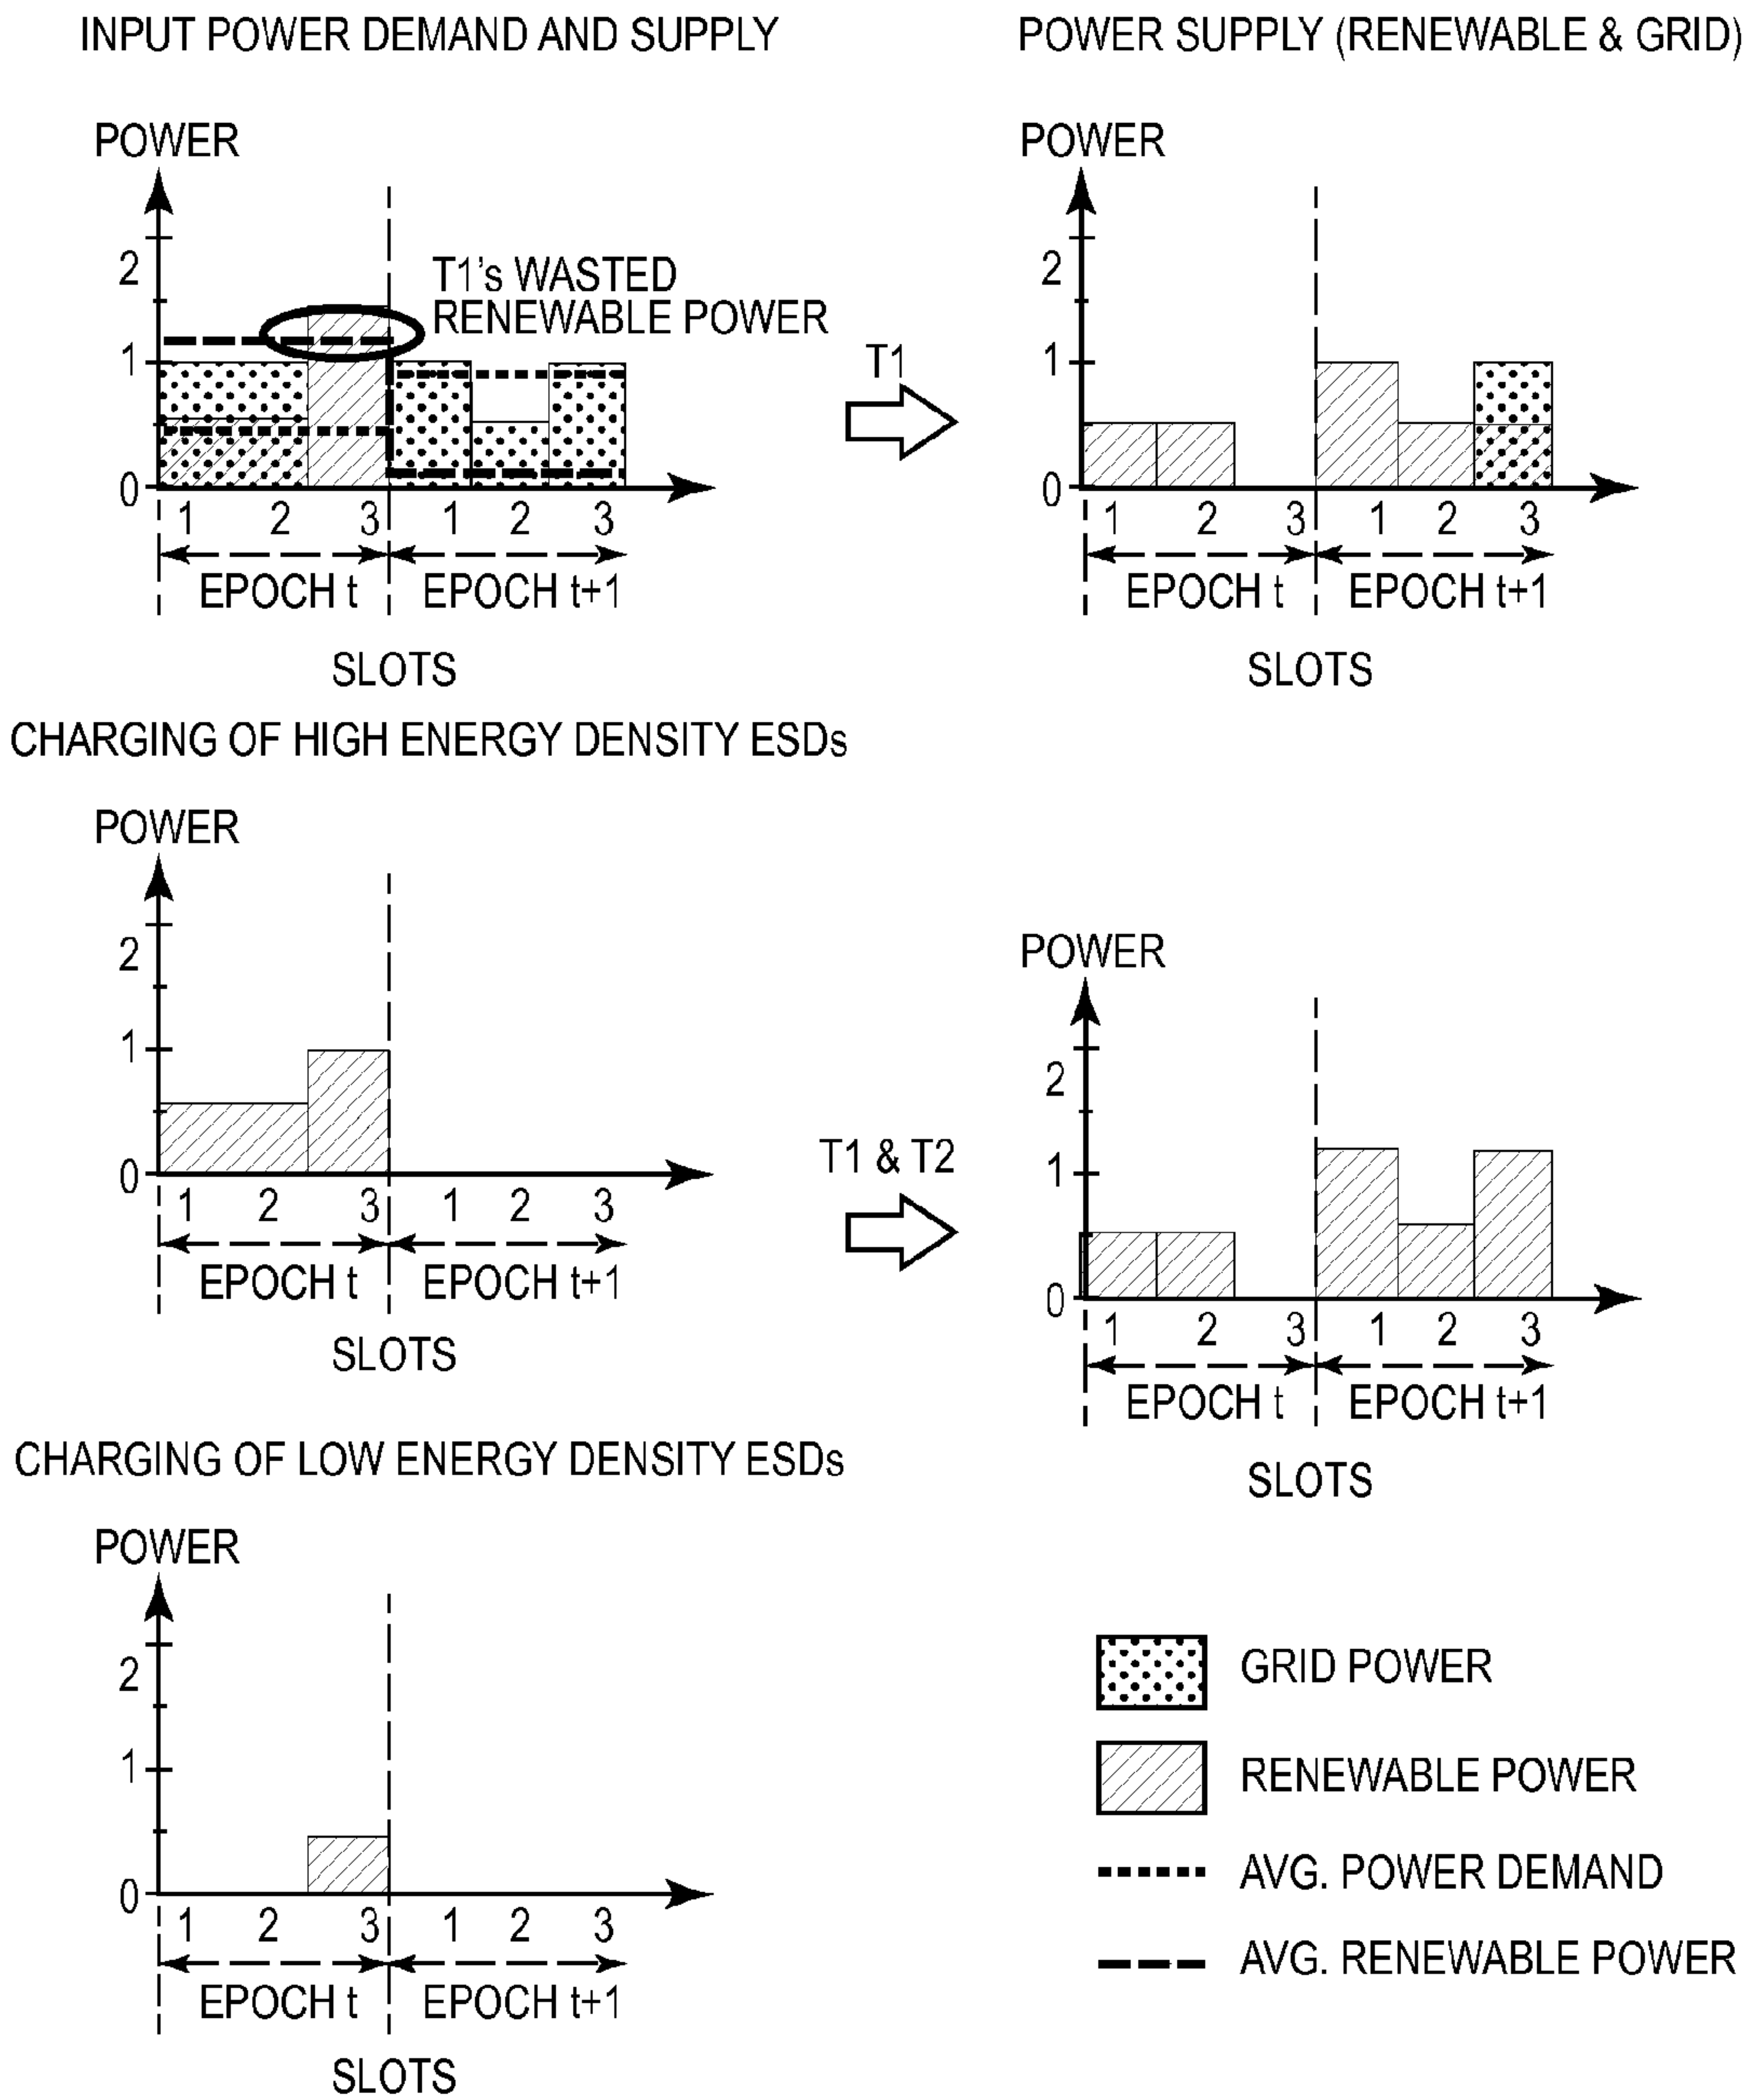 INPUT POWER DEMAND AND SUPPLY
POWER
2
1
0
T1's WASTED
RENEWABLE POWER
1 2 3 1 2 3
EPOCH t EPOCH t+1
SLOTS
T1
POWER SUPPLY (RENEWABLE & GRID)
POWER
2
1
0
1 2 3 1 2 3
EPOCH t EPOCH t+1
SLOTS
CHARGING OF HIGH ENERGY DENSITY ESDs
POWER
2
1
0
1 2 3 1 2 3
EPOCH t EPOCH t+1
SLOTS
T1 & T2
POWER
2
1
0
1 2 3 1 2 3
EPOCH t EPOCH t+1
SLOTS
CHARGING OF LOW ENERGY DENSITY ESDs
POWER
2
1
0
1 2 3 1 2 3
EPOCH t EPOCH t+1
SLOTS
GRID POWER
RENEWABLE POWER
AVG. POWER DEMAND
AVG. RENEWABLE POWER